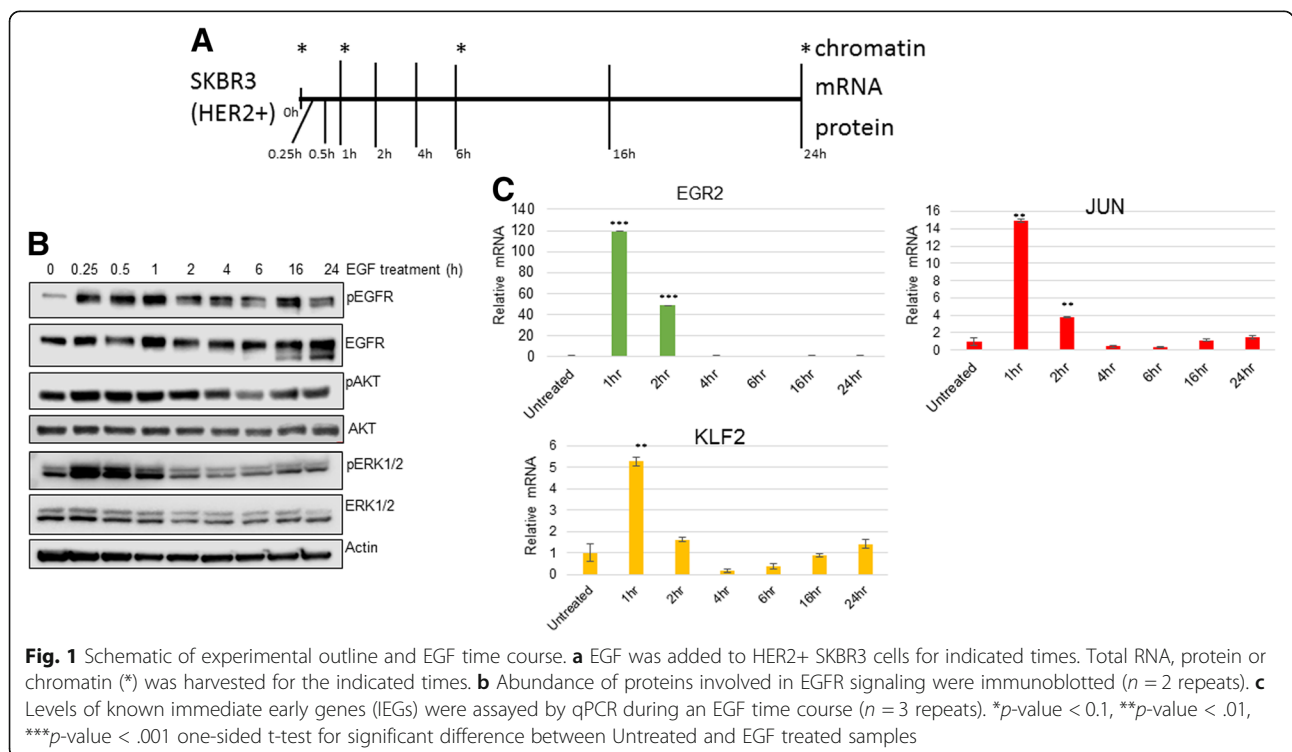 A
* * * * chromatin
SKBR3
(HER2+)
mRNA
protein
0h
0.25h 0.5h 1h 2h 4h 6h 16h 24h
B
0 0.25 0.5 1 2 4 6 16 24 EGF treatment (h)
pEGFR
EGFR
pAKT
AKT
pERK1/2
ERK1/2
Actin
C
EGR2
Relative mRNA
140
120
100
80
60
40
20
0
*** ***
Untreated 1hr 2hr 4hr 6hr 16hr 24hr
JUN
Relative mRNA
16
14
12
10
8
6
4
2
0
** **
Untreated 1hr 2hr 4hr 6hr 16hr 24hr
KLF2
Relative mRNA
6
5
4
3
2
1
0
**
Untreated 1hr 2hr 4hr 6hr 16hr 24hr
Fig. 1 Schematic of experimental outline and EGF time course. a EGF was added to HER2+ SKBR3 cells for indicated times. Total RNA, protein or
chromatin (*) was harvested for the indicated times. b Abundance of proteins involved in EGFR signaling were immunoblotted (n = 2 repeats). c
Levels of known immediate early genes (IEGs) were assayed by qPCR during an EGF time course (n = 3 repeats). *p-value < 0.1, **p-value < .01,
***p-value < .001 one-sided t-test for significant difference between Untreated and EGF treated samples